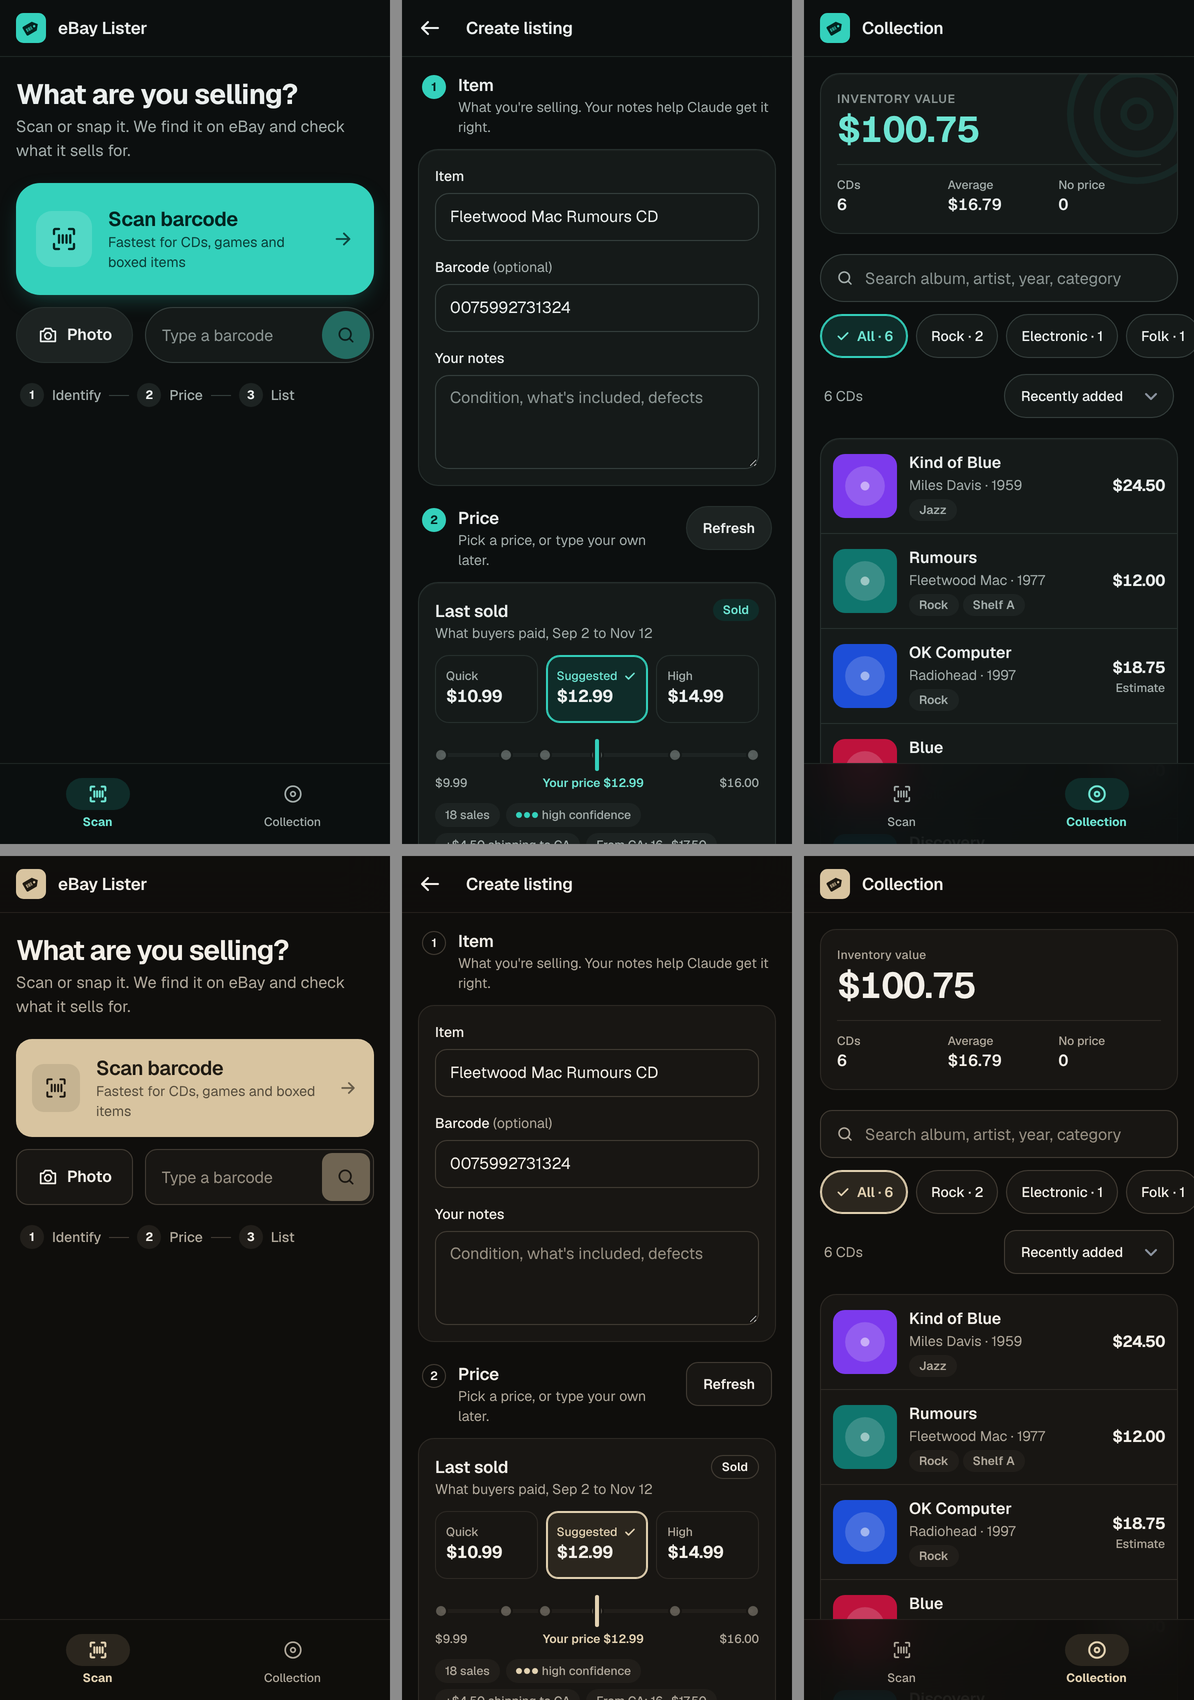 eBay Lister
What are you selling?
Scan or snap it. We find it on eBay and check
what it sells for.
Scan barcode
Fastest for CDs, games and
boxed items
Photo
Type a barcode
1 Identify — 2 Price — 3 List
Scan
Collection
Create listing
1 Item
What you're selling. Your notes help Claude get it
right.
Item
Fleetwood Mac Rumours CD
Barcode (optional)
0075992731324
Your notes
Condition, what's included, defects
2 Price
Pick a price, or type your own
later.
Refresh
Last sold
Sold
What buyers paid, Sep 2 to Nov 12
Quick
$10.99
Suggested
$12.99
High
$14.99
$9.99
Your price $12.99
$16.00
18 sales
high confidence
Collection
INVENTORY VALUE
$100.75
CDs
6
Average
$16.79
No price
0
Search album, artist, year, category
All · 6
Rock · 2
Electronic · 1
Folk · 1
6 CDs
Recently added
Kind of Blue
Miles Davis · 1959
Jazz
$24.50
Rumours
Fleetwood Mac · 1977
Rock
Shelf A
$12.00
OK Computer
Radiohead · 1997
Rock
$18.75
Estimate
Blue
Scan
Collection
Discovery
eBay Lister
What are you selling?
Scan or snap it. We find it on eBay and check
what it sells for.
Scan barcode
Fastest for CDs, games and boxed
items
Photo
Type a barcode
1 Identify — 2 Price — 3 List
Scan
Collection
Create listing
1 Item
What you're selling. Your notes help Claude get it
right.
Item
Fleetwood Mac Rumours CD
Barcode (optional)
0075992731324
Your notes
Condition, what's included, defects
2 Price
Pick a price, or type your own
later.
Refresh
Last sold
Sold
What buyers paid, Sep 2 to Nov 12
Quick
$10.99
Suggested
$12.99
High
$14.99
$9.99
Your price $12.99
$16.00
18 sales
high confidence
Collection
Inventory value
$100.75
CDs
6
Average
$16.79
No price
0
Search album, artist, year, category
All · 6
Rock · 2
Electronic · 1
Folk · 1
6 CDs
Recently added
Kind of Blue
Miles Davis · 1959
Jazz
$24.50
Rumours
Fleetwood Mac · 1977
Rock
Shelf A
$12.00
OK Computer
Radiohead · 1997
Rock
$18.75
Estimate
Blue
Scan
Collection